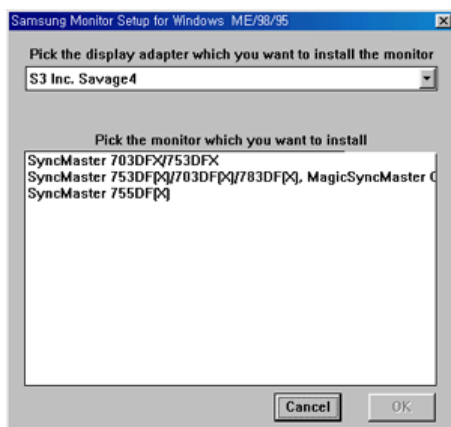 Samsung Monitor Setup for Windows ME/98/95
Pick the display adapter which you want to install the monitor
S3 Inc. Savage4
Pick the monitor which you want to install
SyncMaster 703DFX/753DFX
SyncMaster 753DF(X)/703DF(X)/783DF(X), MagicSyncMaster C
SyncMaster 755DF(X)
Cancel
OK